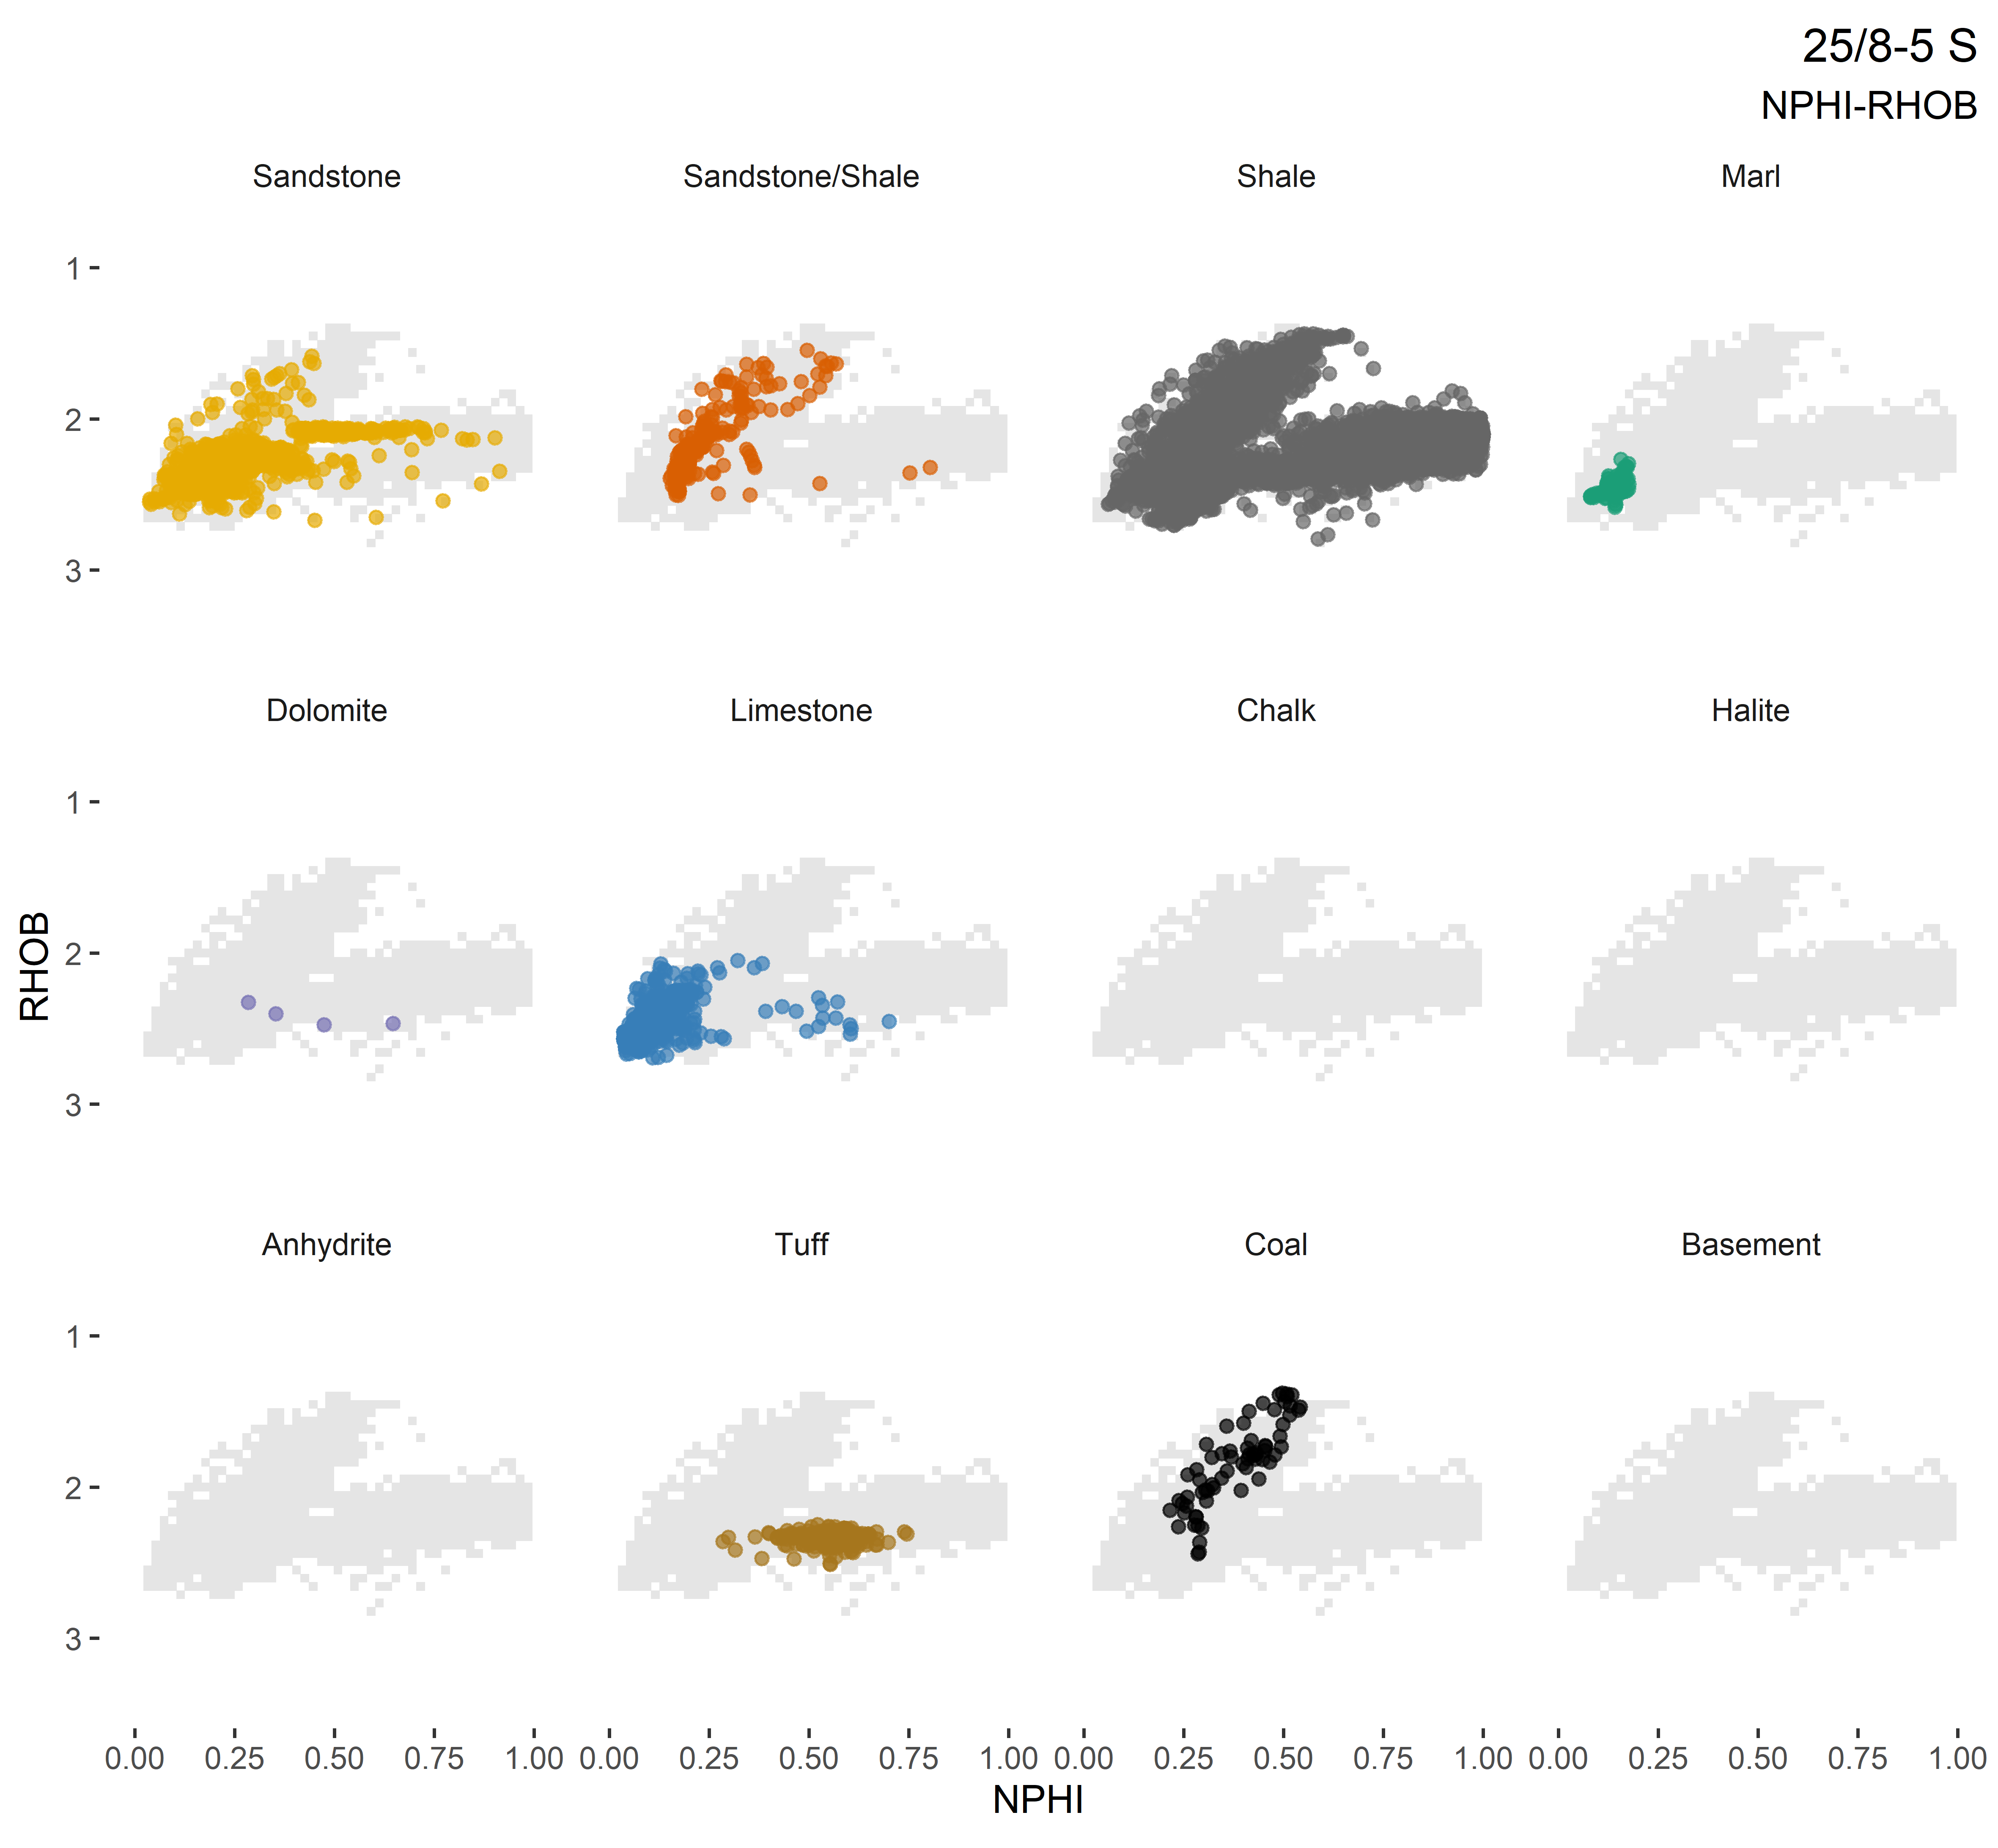 25/8-5 S
NPHI-RHOB
Sandstone
Sandstone/Shale
Shale
Marl
1
2
3
Dolomite
Limestone
Chalk
Halite
RHOB
1
2
3
Anhydrite
Tuff
Coal
Basement
1
2
3
0.00 0.25 0.50 0.75 1.00 0.00 0.25 0.50 0.75 1.00 0.00 0.25 0.50 0.75 1.00 0.00 0.25 0.50 0.75 1.00
NPHI